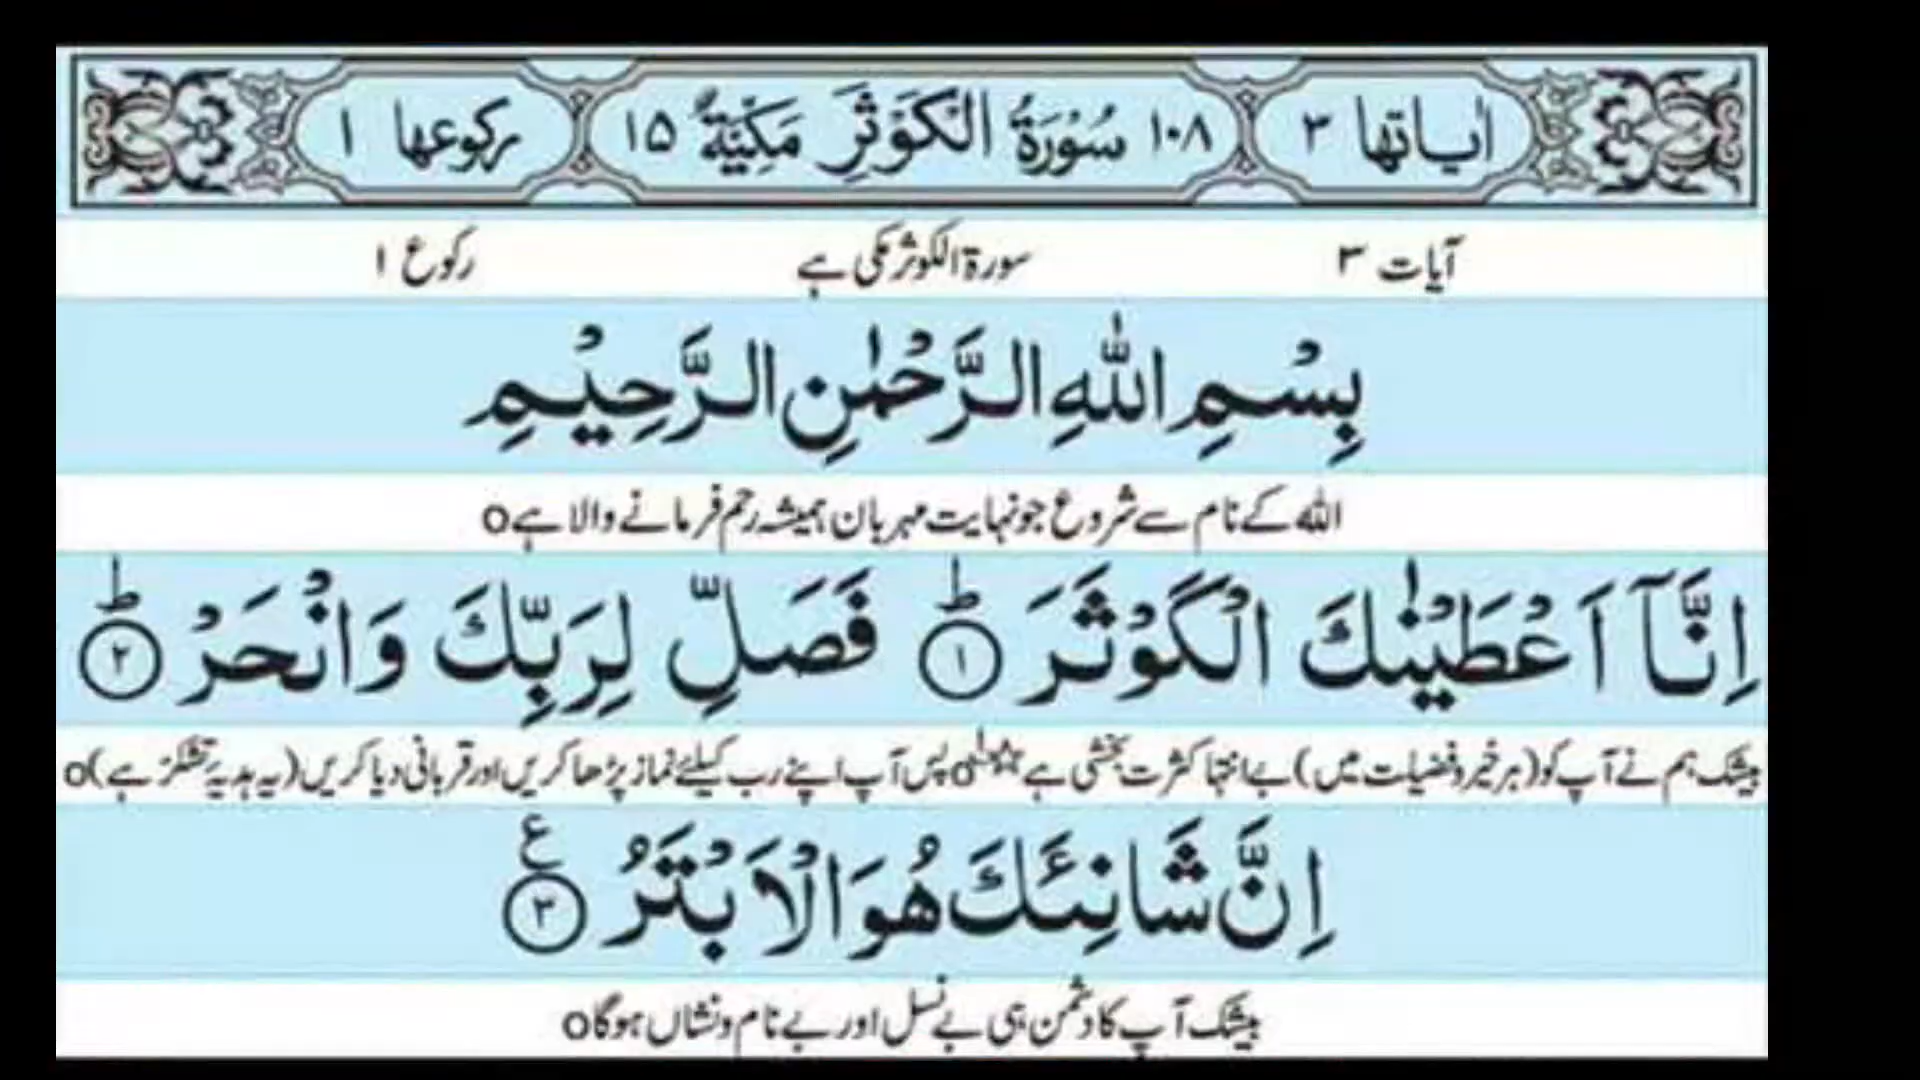 اٰیاتها ۳ ۱۰۸ سُوْرَةُ الْكَوْثَرِ مَكِّيَّةٌ ۱۵ ركوعها ۱
آیات ۳ سورۃ الکوثر مکی ہے رکوع ۱
بِسْمِ اللّٰهِ الرَّحْمٰنِ الرَّحِيْمِ
اللہ کے نام سے شروع جو نہایت مہربان ہمیشہ رحم فرمانے والا ہے o
اِنَّاۤ اَعْطَيْنٰكَ الْكَوْثَرَ ؕ﴿۱﴾ فَصَلِّ لِرَبِّكَ وَانْحَرْ ؕ﴿۲﴾
بیشک ہم نے آپ کو (ہر خیر و فضیلت میں) بے انتہا کثرت بخشی ہے ☆۱ o پس آپ اپنے رب کیلئے نماز پڑھا کریں اور قربانی دیا کریں (یہ ہدیۂ تشکر ہے) o
اِنَّ شَانِئَكَ هُوَ الْاَبْتَرُ ﴿۳﴾ ع
بیشک آپ کا دشمن ہی بے نسل اور بے نام و نشاں ہوگا o